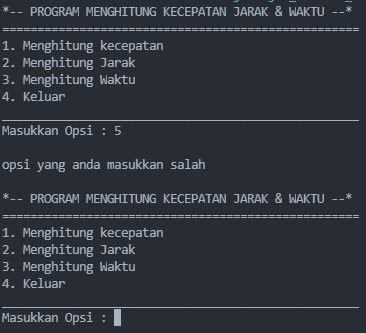 *-- PROGRAM MENGHITUNG KECEPATAN JARAK & WAKTU --*
===================================================
1. Menghitung kecepatan
2. Menghitung Jarak
3. Menghitung Waktu
4. Keluar
___________________________________________________
Masukkan Opsi : 5
opsi yang anda masukkan salah
*-- PROGRAM MENGHITUNG KECEPATAN JARAK & WAKTU --*
===================================================
1. Menghitung kecepatan
2. Menghitung Jarak
3. Menghitung Waktu
4. Keluar
___________________________________________________
Masukkan Opsi :